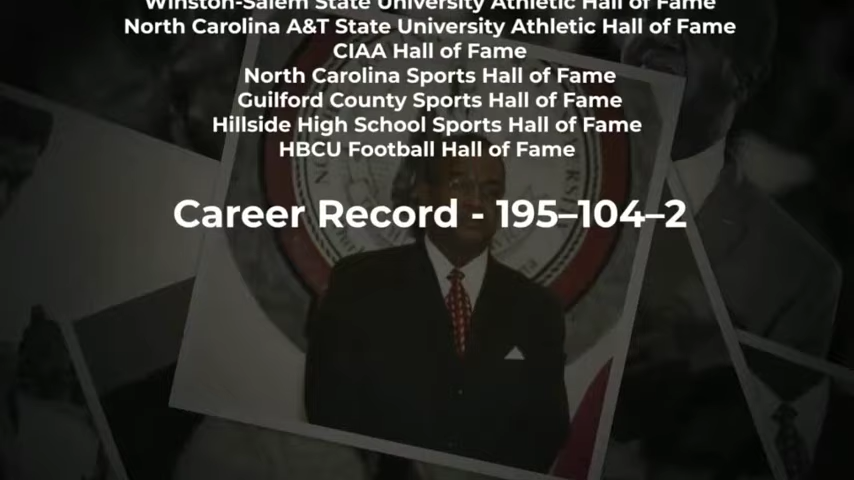 Winston-Salem State University Athletic Hall of Fame
North Carolina A&T State University Athletic Hall of Fame
CIAA Hall of Fame
North Carolina Sports Hall of Fame
Guilford County Sports Hall of Fame
Hillside High School Sports Hall of Fame
HBCU Football Hall of Fame
Career Record - 195–104–2